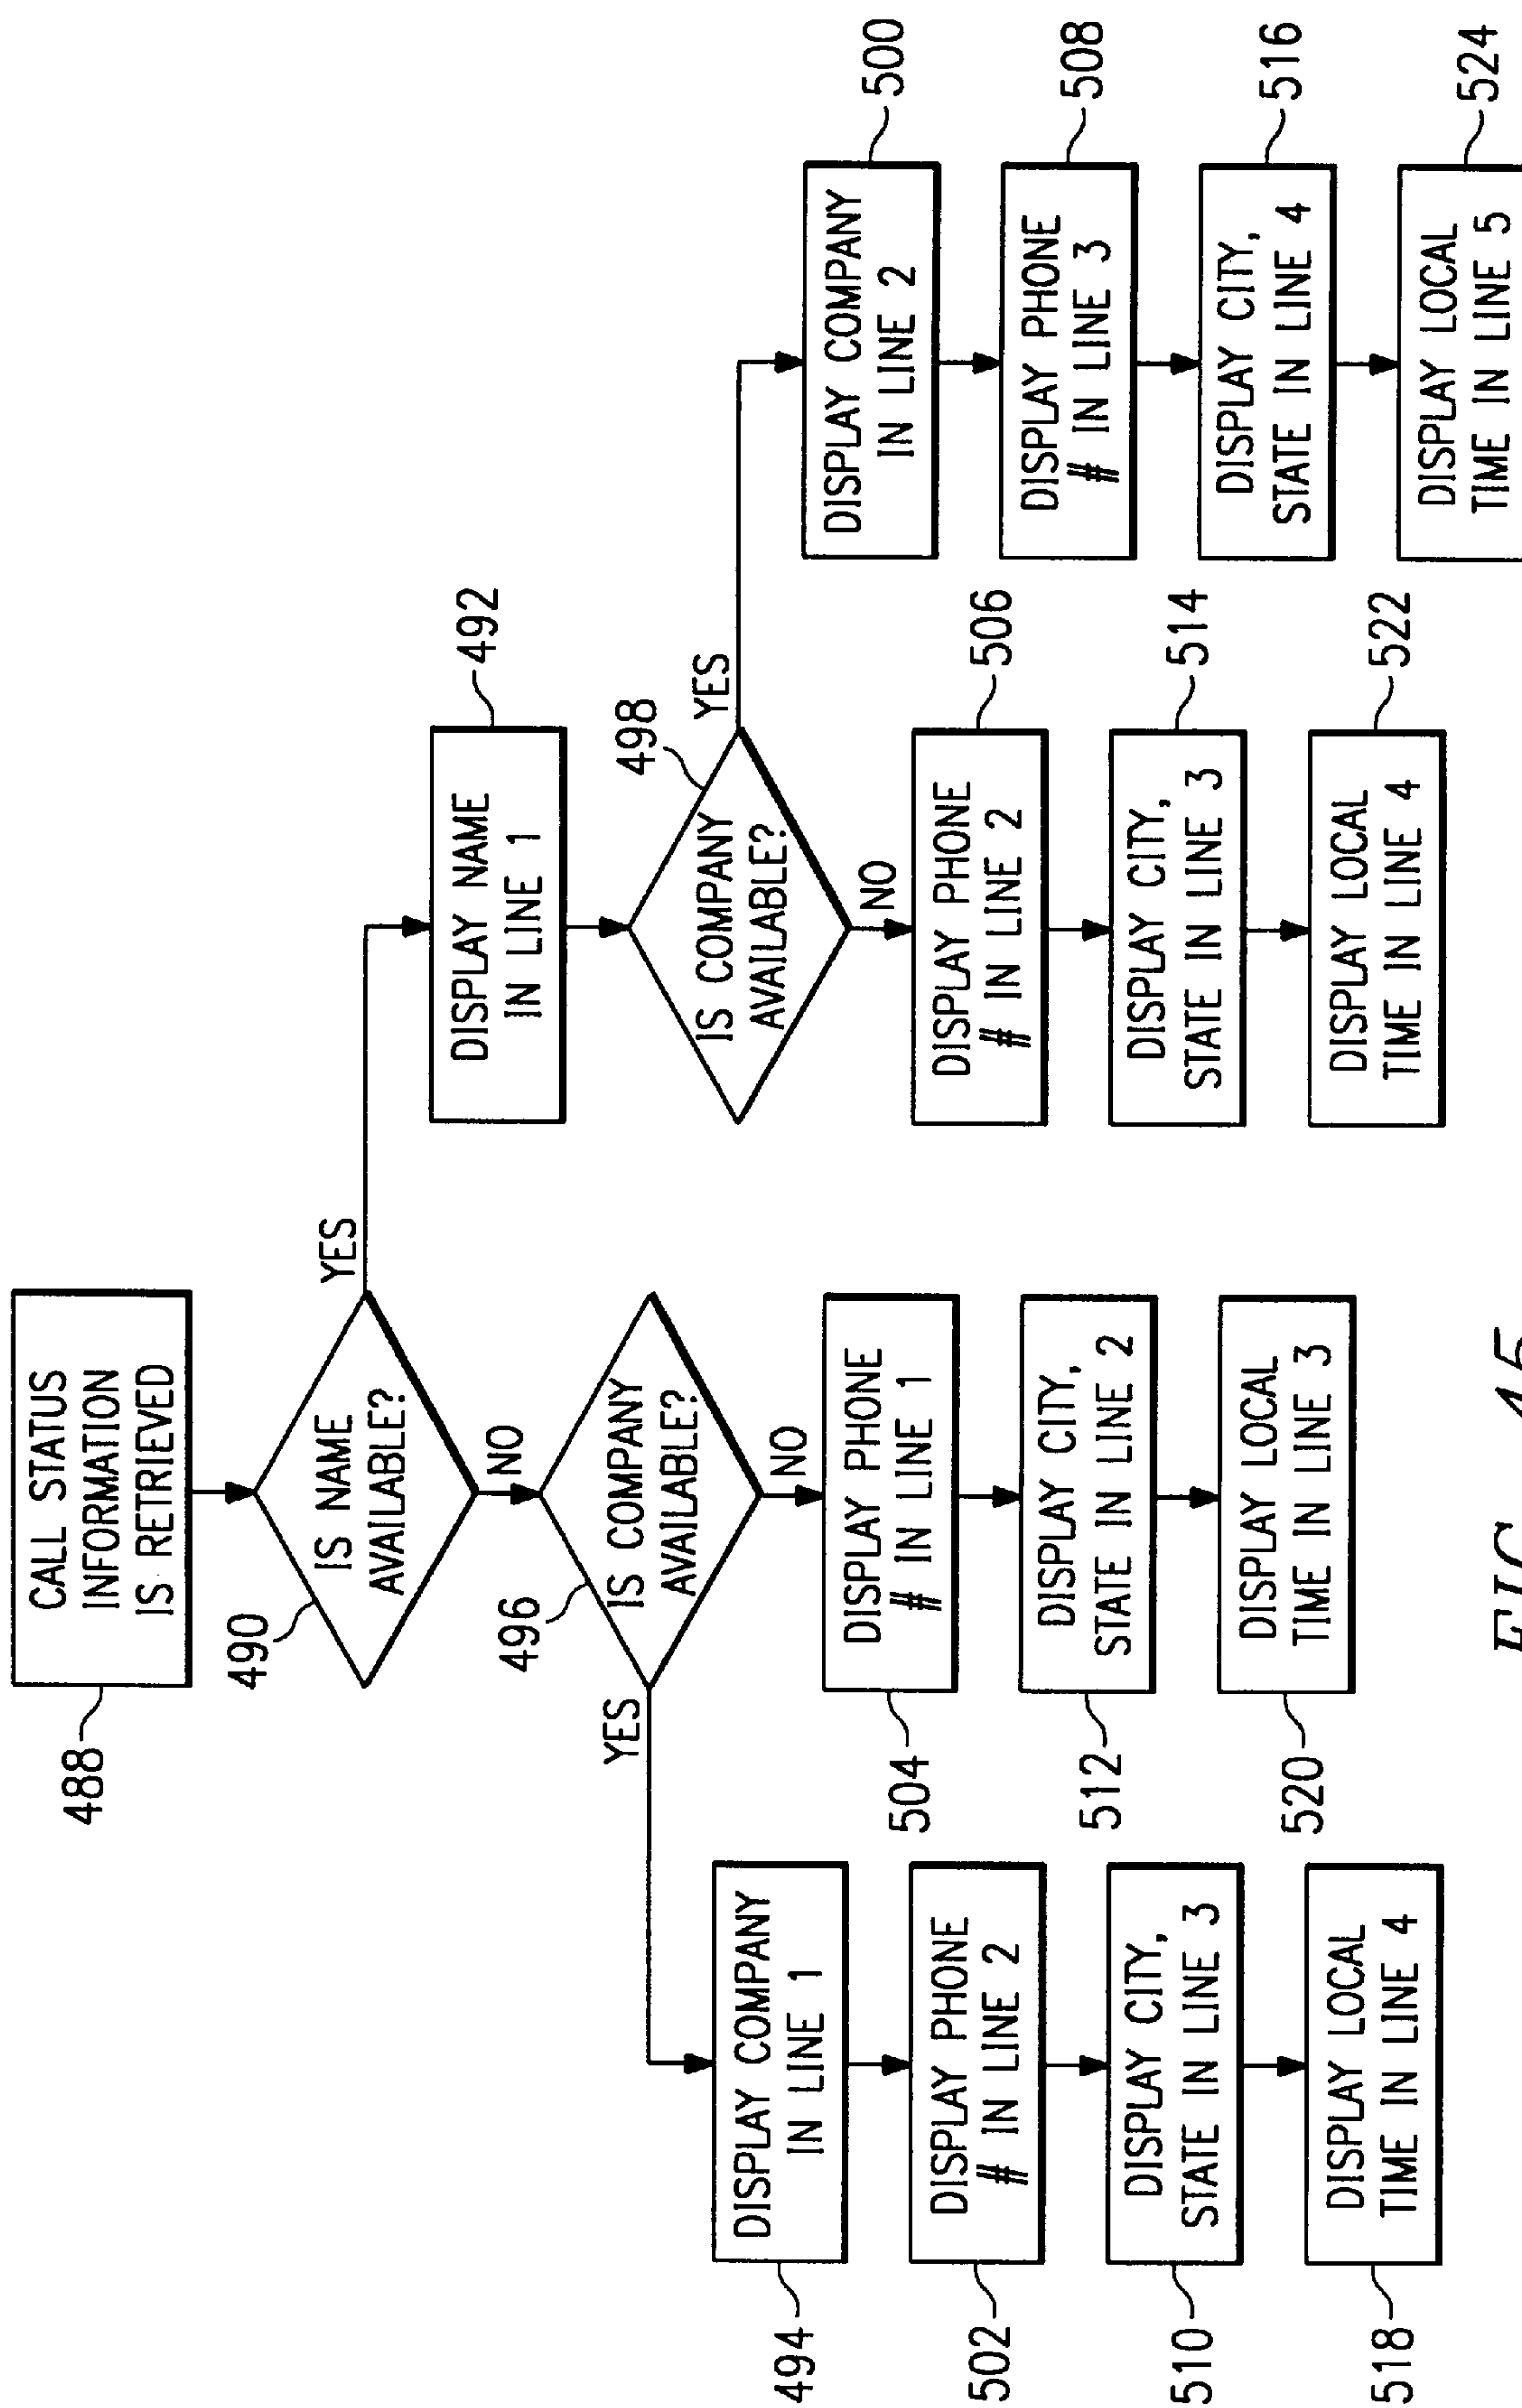 CALL STATUS
INFORMATION
IS RETRIEVED
488
490
IS NAME
AVAILABLE?
YES
NO
DISPLAY NAME
IN LINE 1
492
496
IS COMPANY
AVAILABLE?
YES
NO
498
IS COMPANY
AVAILABLE?
YES
NO
DISPLAY COMPANY
IN LINE 1
494
DISPLAY PHONE
# IN LINE 2
502
DISPLAY CITY,
STATE IN LINE 3
510
DISPLAY LOCAL
TIME IN LINE 4
518
DISPLAY PHONE
# IN LINE 1
504
DISPLAY CITY,
STATE IN LINE 2
512
DISPLAY LOCAL
TIME IN LINE 3
520
DISPLAY PHONE
# IN LINE 2
506
DISPLAY CITY,
STATE IN LINE 3
514
DISPLAY LOCAL
TIME IN LINE 4
522
DISPLAY COMPANY
IN LINE 2
500
DISPLAY PHONE
# IN LINE 3
508
DISPLAY CITY,
STATE IN LINE 4
516
DISPLAY LOCAL
TIME IN LINE 5
524